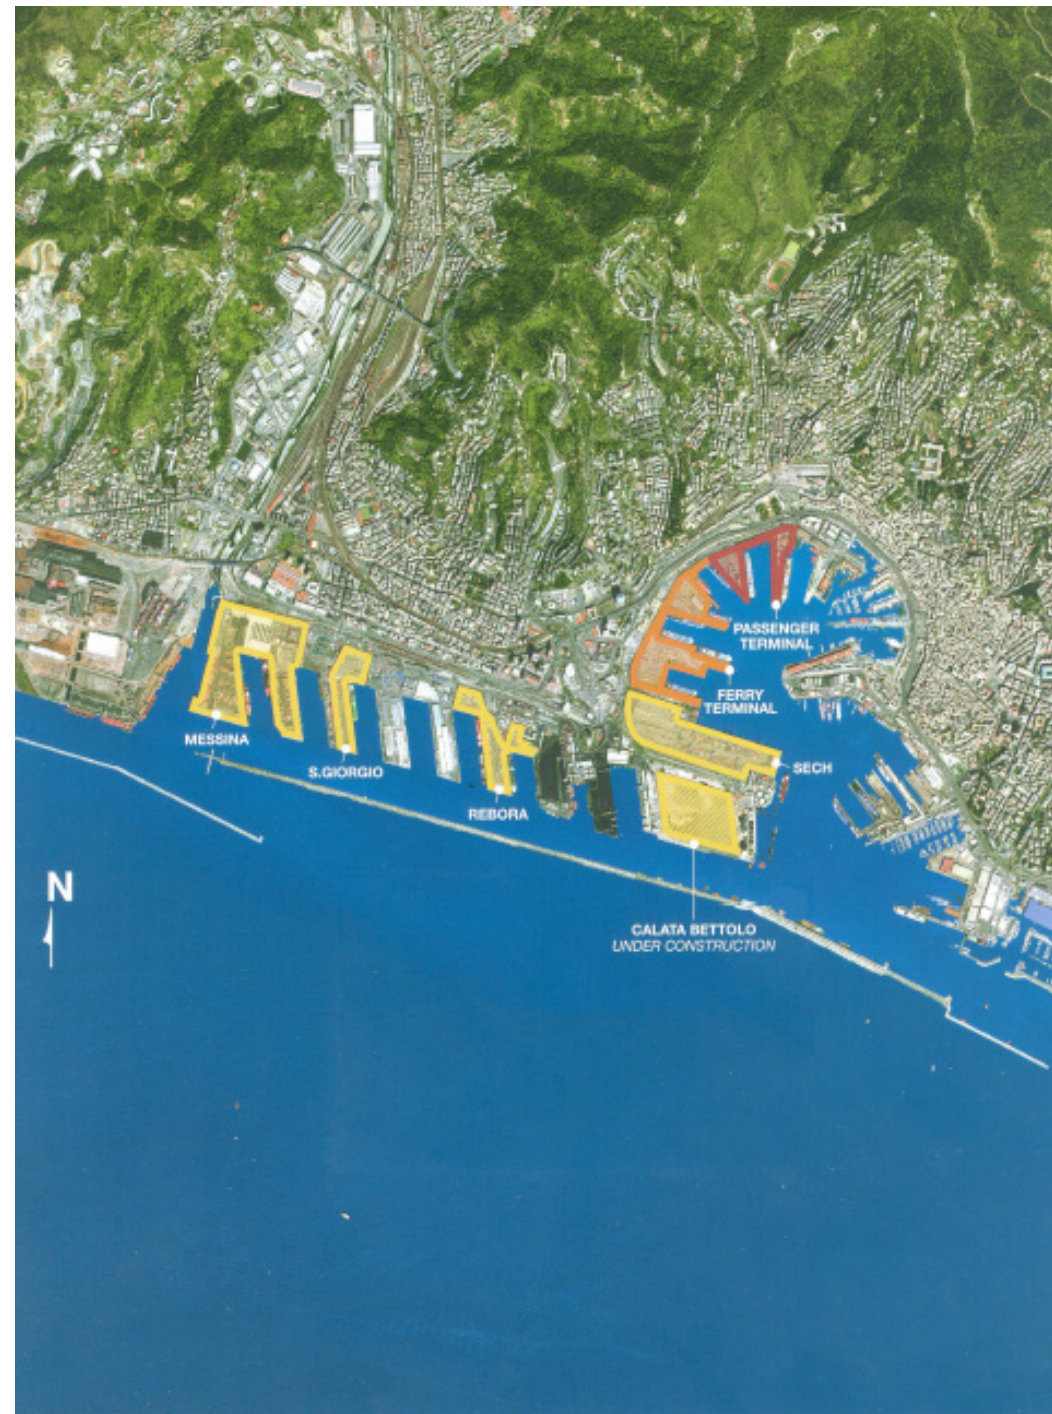 PASSENGER
TERMINAL
FERRY
TERMINAL
MESSINA
S.GIORGIO
SECH
REBORA
N
CALATA BETTOLO
UNDER CONSTRUCTION